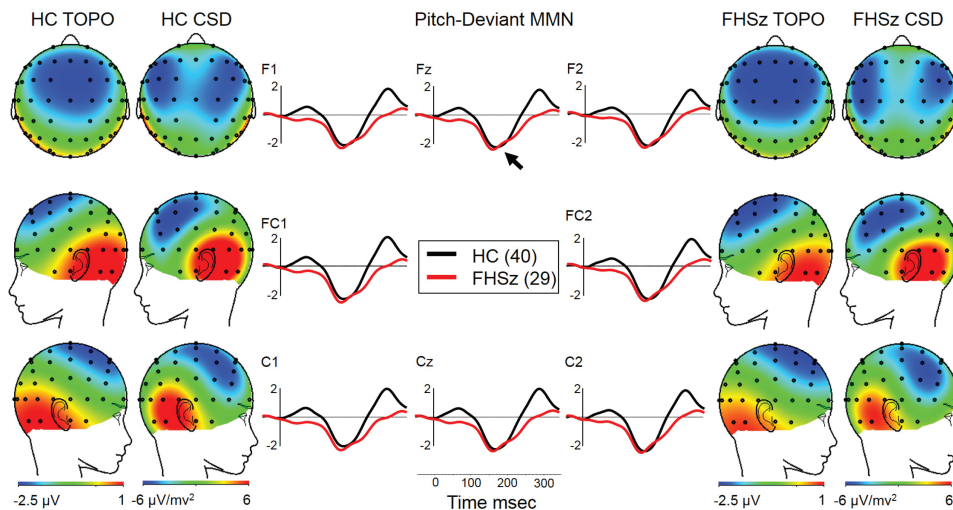 HC TOPO HC CSD Pitch-Deviant MMN FHSz TOPO FHSz CSD
F1 Fz F2
2 2 2
-2 -2 -2
FC1 FC2
2 2
HC (40)
FHSz (29)
-2 -2
C1 Cz C2
2 2 2
-2 -2 -2
-2.5 µV 1 -6 µV/mv² 6 0 100 200 300 -2.5 µV 1 -6 µV/mv² 6
Time msec